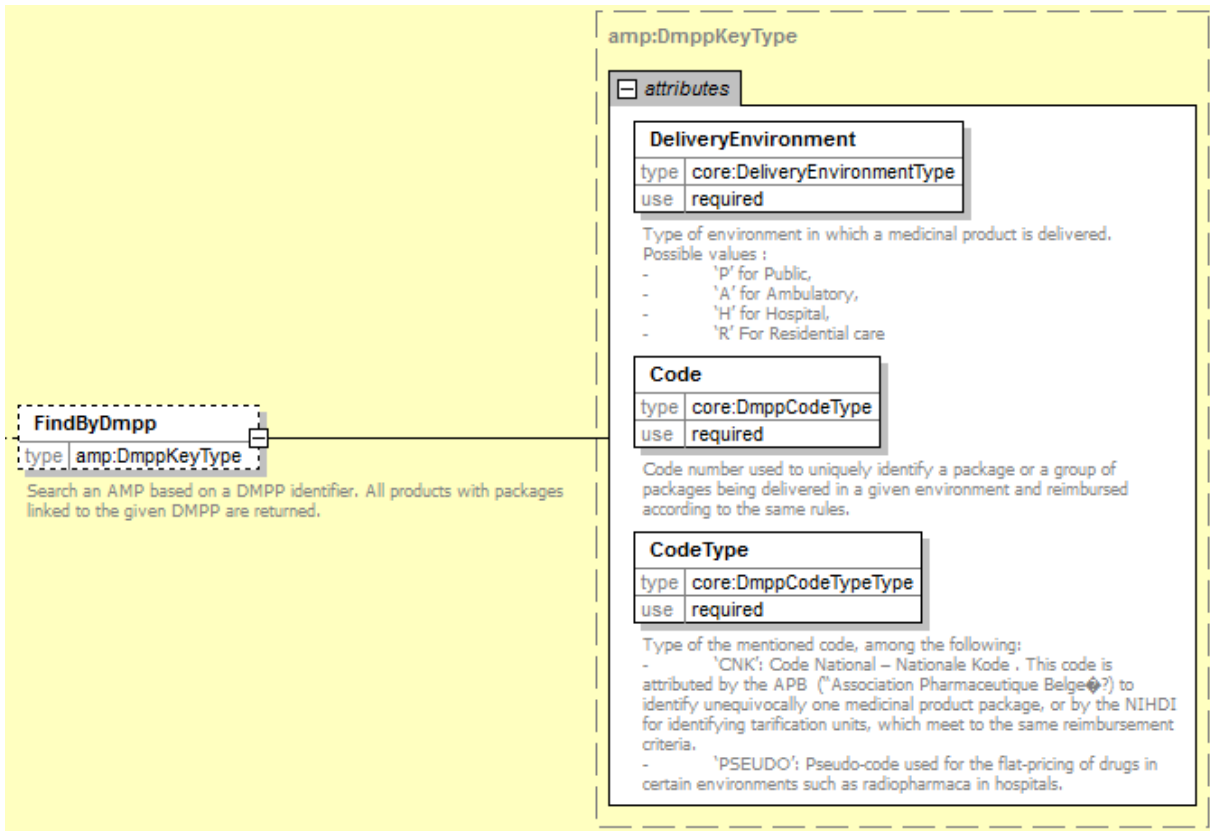 amp:DmppKeyType
attributes
DeliveryEnvironment
type core:DeliveryEnvironmentType
use required
Type of environment in which a medicinal product is delivered.
Possible values :
- 'P' for Public,
- 'A' for Ambulatory,
- 'H' for Hospital,
- 'R' For Residential care
Code
type core:DmppCodeType
use required
Code number used to uniquely identify a package or a group of
packages being delivered in a given environment and reimbursed
according to the same rules.
FindByDmpp
type amp:DmppKeyType
Search an AMP based on a DMPP identifier. All products with packages
linked to the given DMPP are returned.
CodeType
type core:DmppCodeTypeType
use required
Type of the mentioned code, among the following:
- 'CNK': Code National – Nationale Kode . This code is
attributed by the APB ("Association Pharmaceutique Belge�?) to
identify unequivocally one medicinal product package, or by the NIHDI
for identifying tarification units, which meet to the same reimbursement
criteria.
- 'PSEUDO': Pseudo-code used for the flat-pricing of drugs in
certain environments such as radiopharmaca in hospitals.